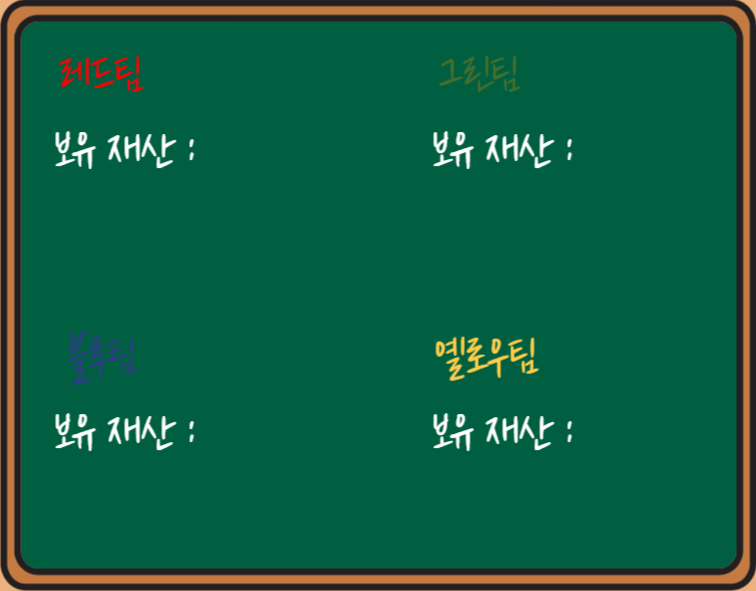 레드팀
보유 재산 :
그린팀
보유 재산 :
블루팀
보유 재산 :
옐로우팀
보유 재산 :